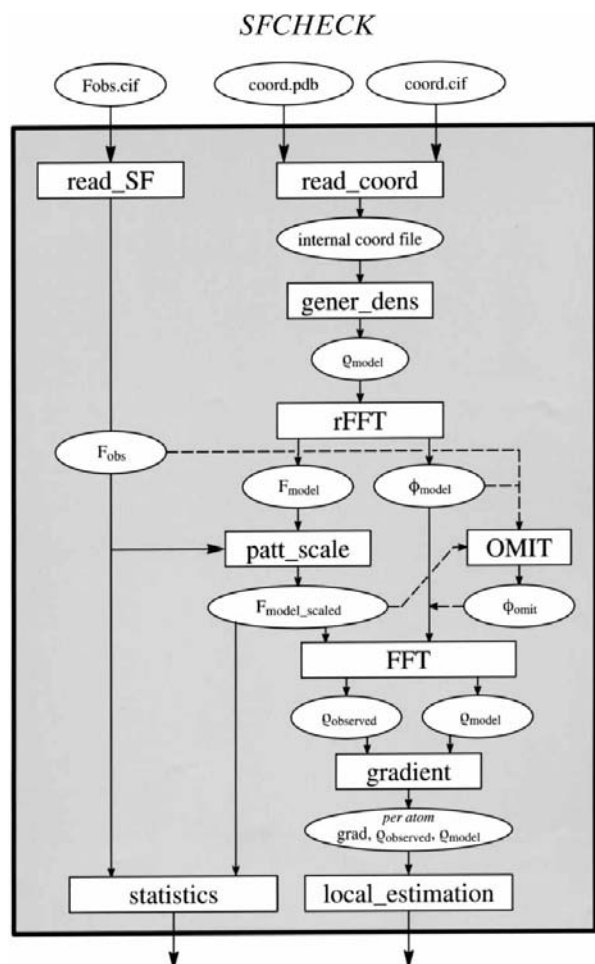 SFCHECK
Fobs.cif
coord.pdb
coord.cif
read_SF
read_coord
internal coord file
gener_dens
ϱmodel
rFFT
Fobs
Fmodel
ϕmodel
patt_scale
OMIT
Fmodel_scaled
ϕomit
FFT
ϱobserved
ϱmodel
gradient
per atom
grad, ϱobserved, ϱmodel
statistics
local_estimation